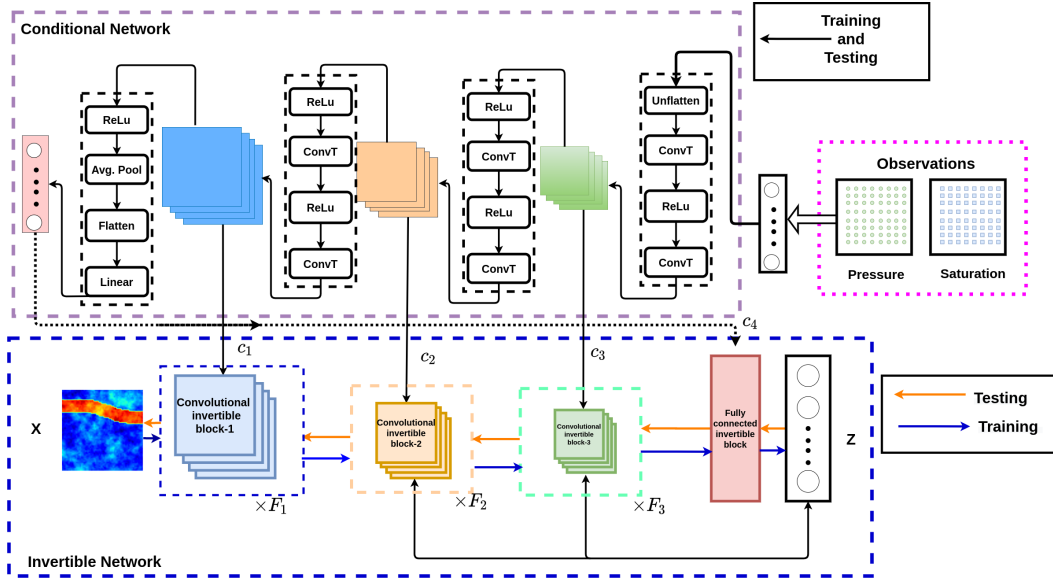 Conditional Network
Training
and
Testing
ReLu
Avg. Pool
Flatten
Linear
ReLu
ConvT
ReLu
ConvT
ReLu
ConvT
ReLu
ConvT
Unflatten
ConvT
ReLu
ConvT
Observations
Pressure
Saturation
c₁
c₂
c₃
c₄
X
Convolutional
invertible
block-1
×F₁
Convolutional
invertible
block-2
×F₂
Convolutional
invertible
block-3
×F₃
Fully
connected
invertible
block
Z
Testing
Training
Invertible Network